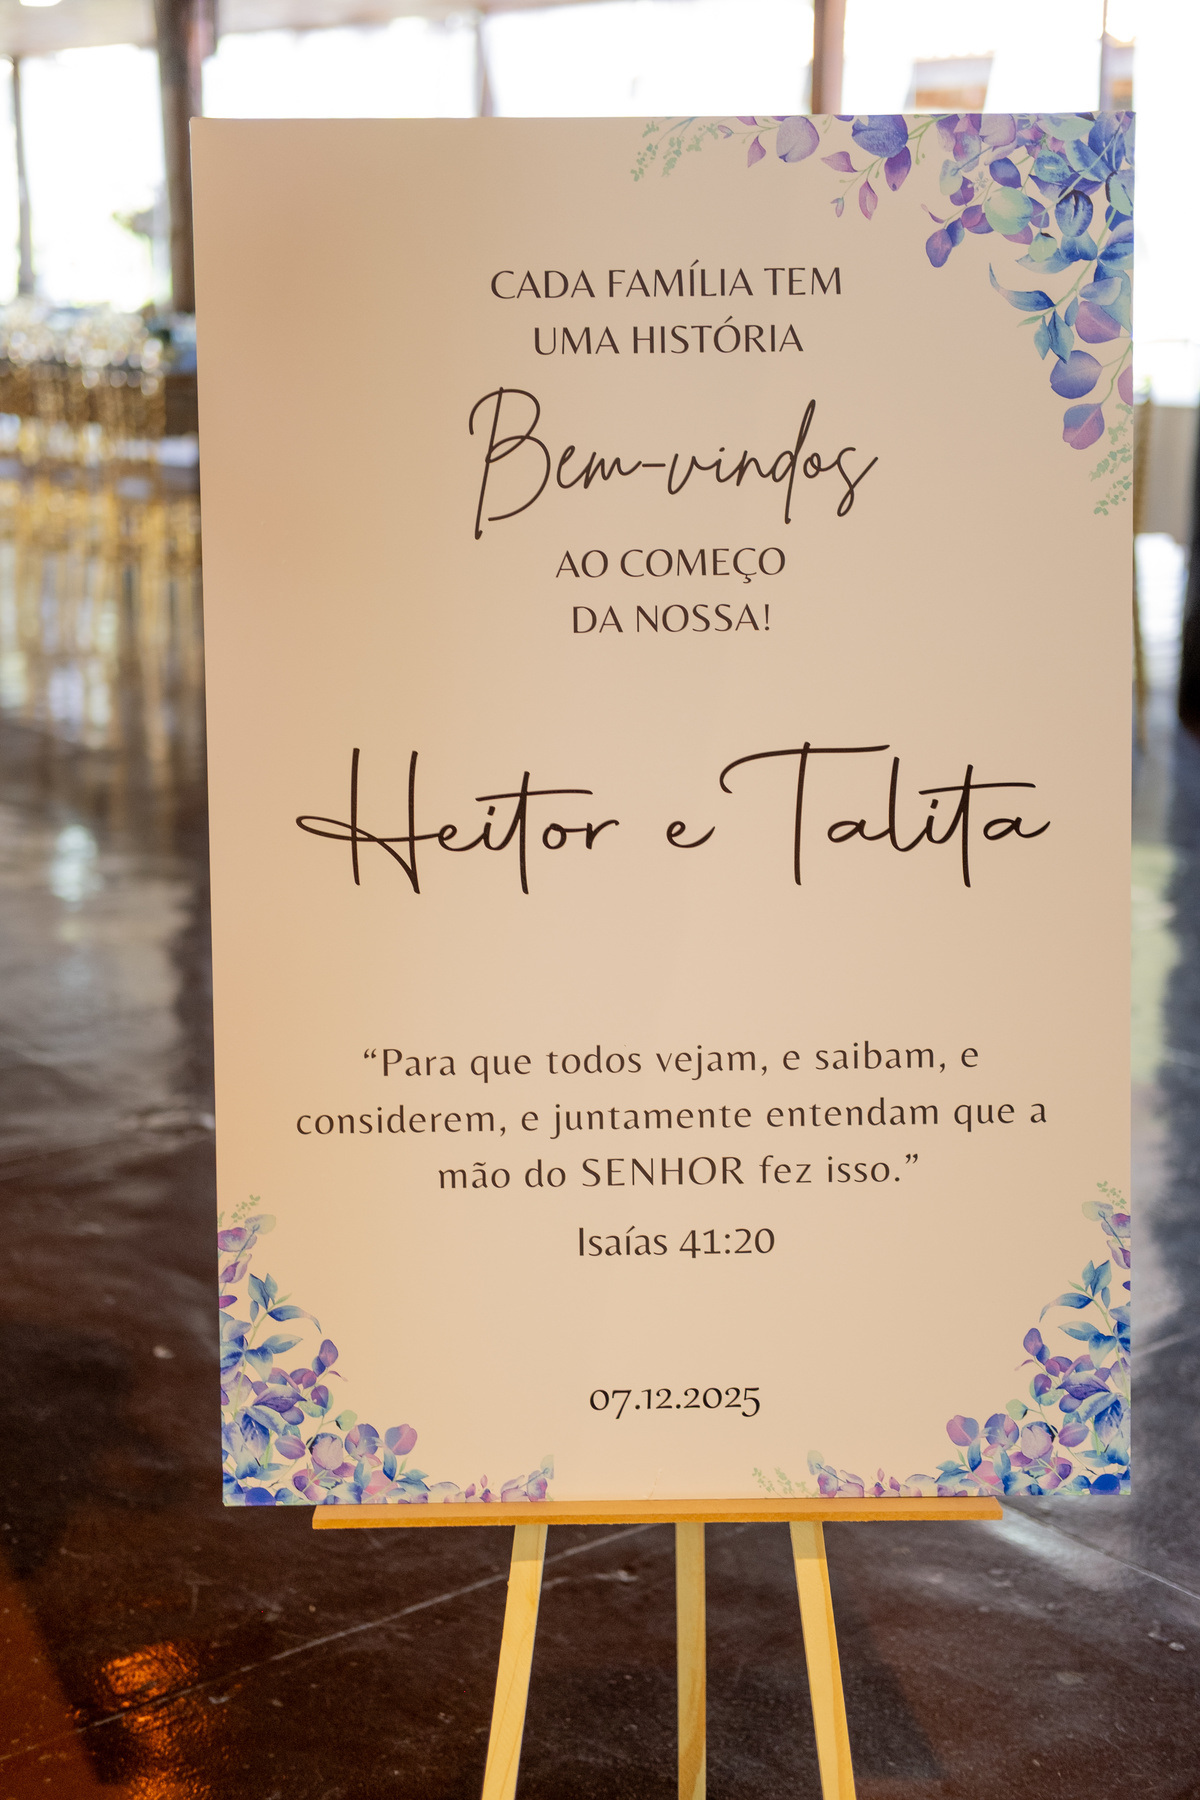 CADA FAMÍLIA TEM
UMA HISTÓRIA
Bem-vindos
AO COMEÇO
DA NOSSA!
Heitor e Talita
“Para que todos vejam, e saibam, e
considerem, e juntamente entendam que a
mão do SENHOR fez isso.”
Isaías 41:20
07.12.2025